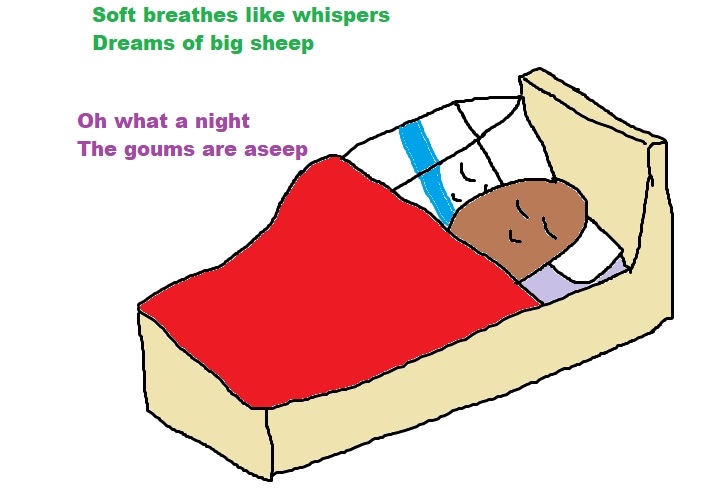 Soft breathes like whispers
Dreams of big sheep
Oh what a night
The goums are aseep